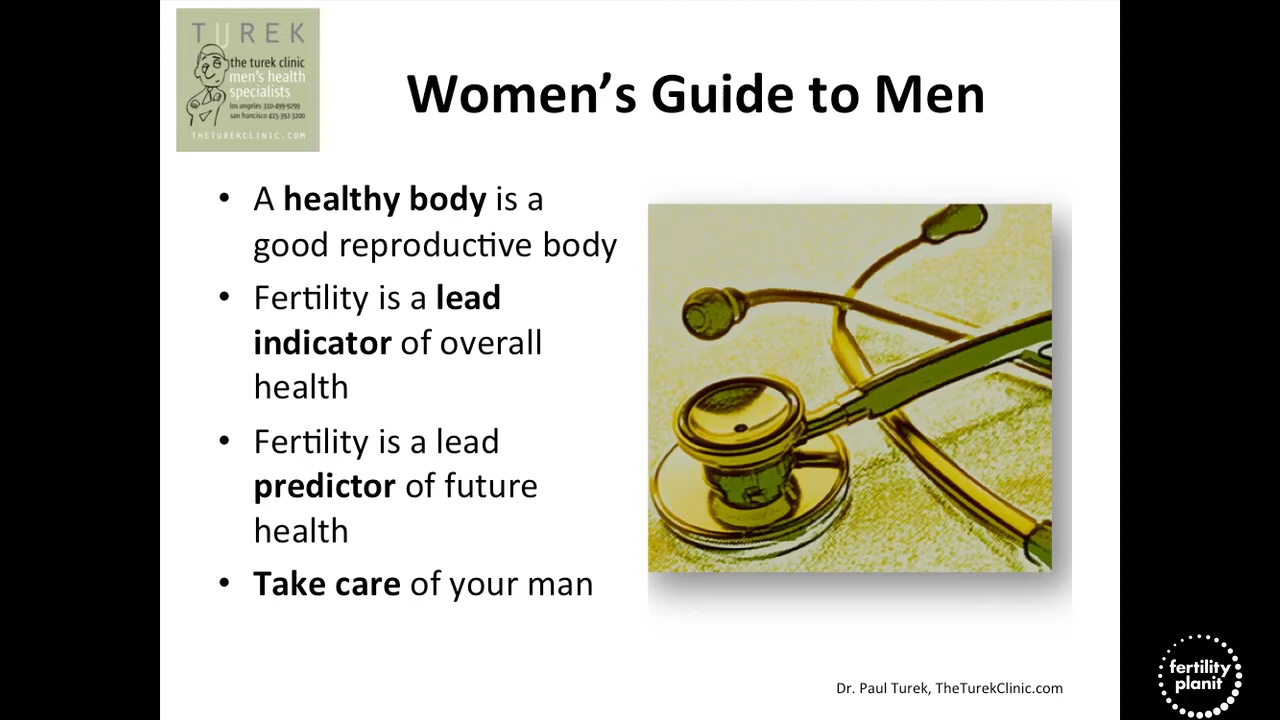 TUREK
the turek clinic
men's health
specialists
los angeles 310-499-9299
san francisco 415-392-3200
THETUREKCLINIC.COM
Women's Guide to Men
• A healthy body is a
good reproductive body
• Fertility is a lead
indicator of overall
health
• Fertility is a lead
predictor of future
health
• Take care of your man
Dr. Paul Turek, TheTurekClinic.com
fertility
planit